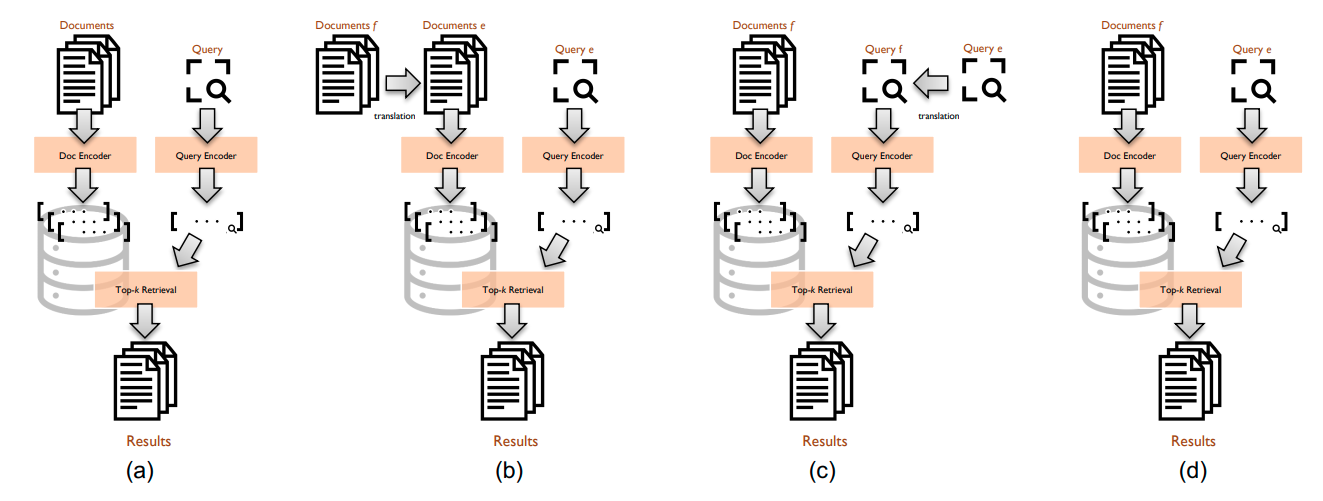 Documents
Query
Doc Encoder
Query Encoder
Top-k Retrieval
Results
(a)
Documents f
Documents e
translation
Query e
Doc Encoder
Query Encoder
Top-k Retrieval
Results
(b)
Documents f
Query f
Query e
translation
Doc Encoder
Query Encoder
Top-k Retrieval
Results
(c)
Documents f
Query e
Doc Encoder
Query Encoder
Top-k Retrieval
Results
(d)